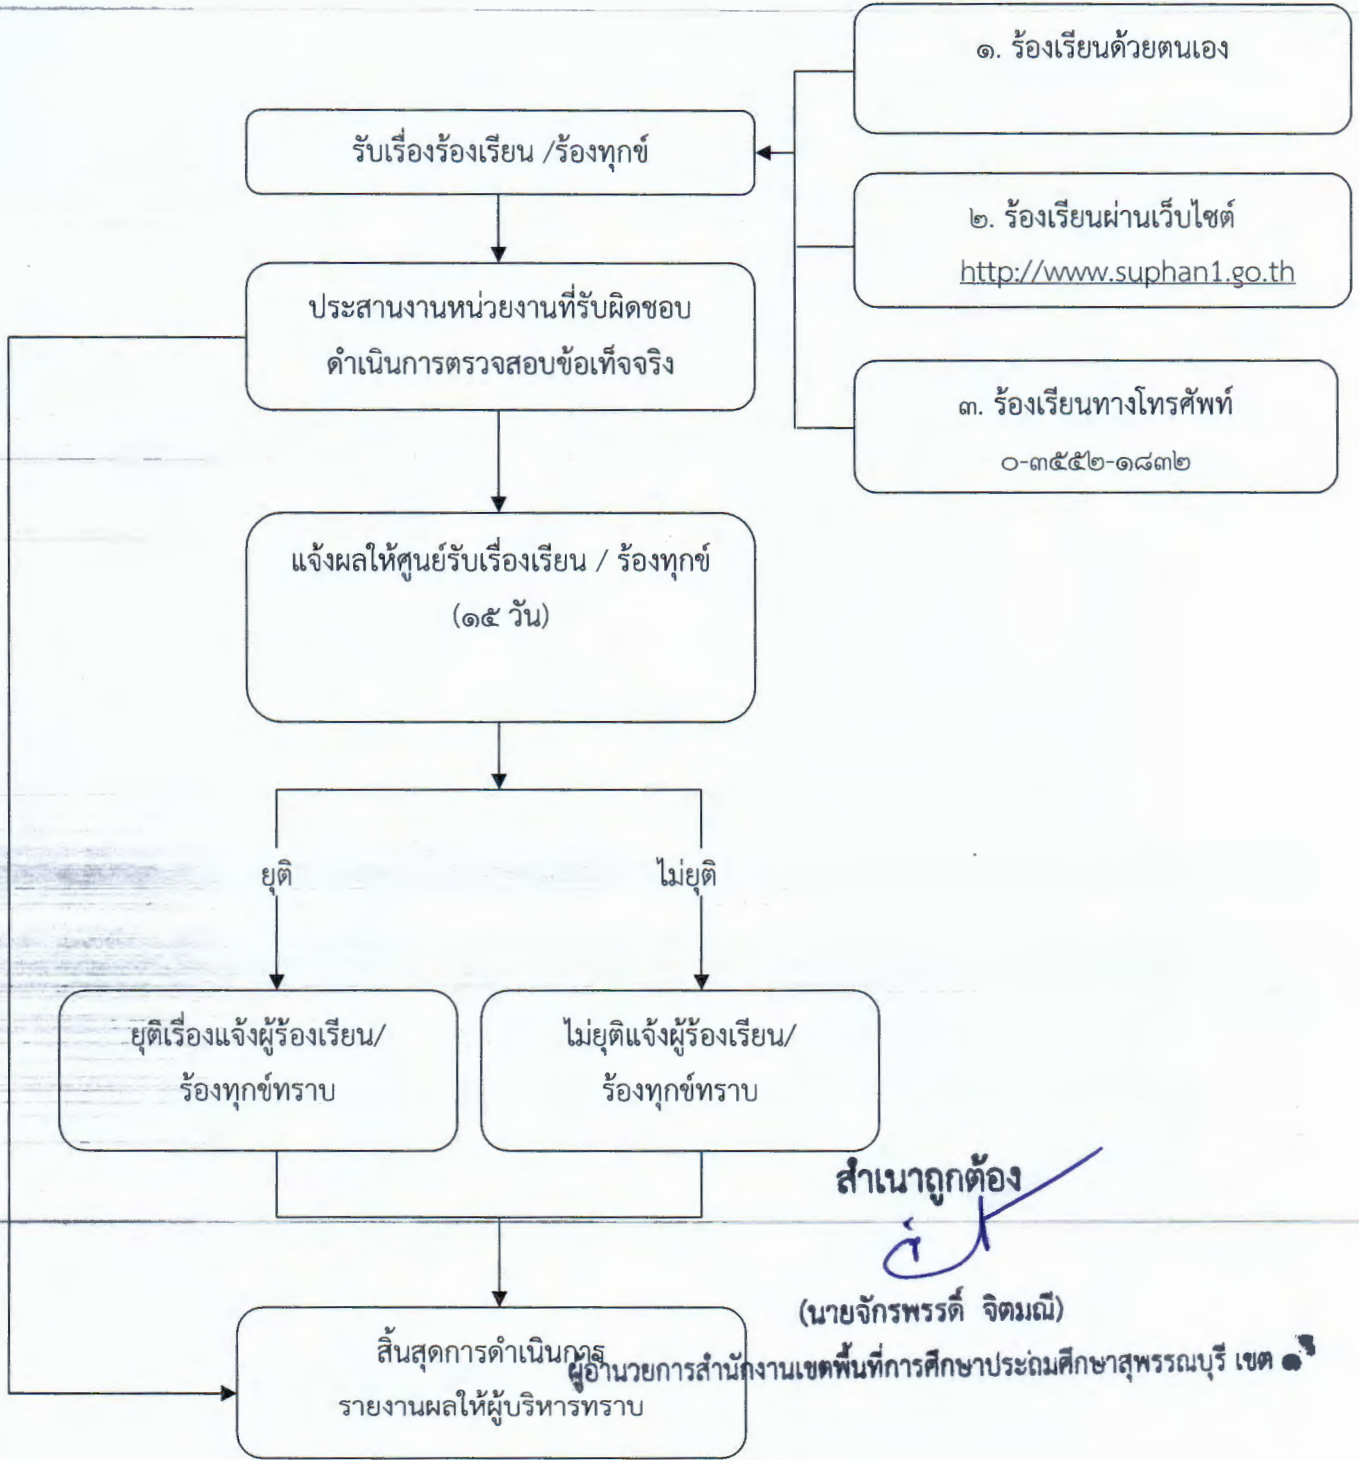 ๑. ร้องเรียนด้วยตนเอง
รับเรื่องร้องเรียน /ร้องทุกข์
๒. ร้องเรียนผ่านเว็บไซต์
http://www.suphan1.go.th
ประสานงานหน่วยงานที่รับผิดชอบ
ดำเนินการตรวจสอบข้อเท็จจริง
๓. ร้องเรียนทางโทรศัพท์
๐-๓๕๕๒-๑๘๓๒
แจ้งผลให้ศูนย์รับเรื่องเรียน / ร้องทุกข์
(๑๕ วัน)
ยุติ
ไม่ยุติ
ยุติเรื่องแจ้งผู้ร้องเรียน/
ร้องทุกข์ทราบ
ไม่ยุติแจ้งผู้ร้องเรียน/
ร้องทุกข์ทราบ
สำเนาถูกต้อง
(นายจักรพรรดิ์ จิตมณี)
ผู้อำนวยการสำนักงานเขตพื้นที่การศึกษาประถมศึกษาสุพรรณบุรี เขต ๑
สิ้นสุดการดำเนินการ
รายงานผลให้ผู้บริหารทราบ